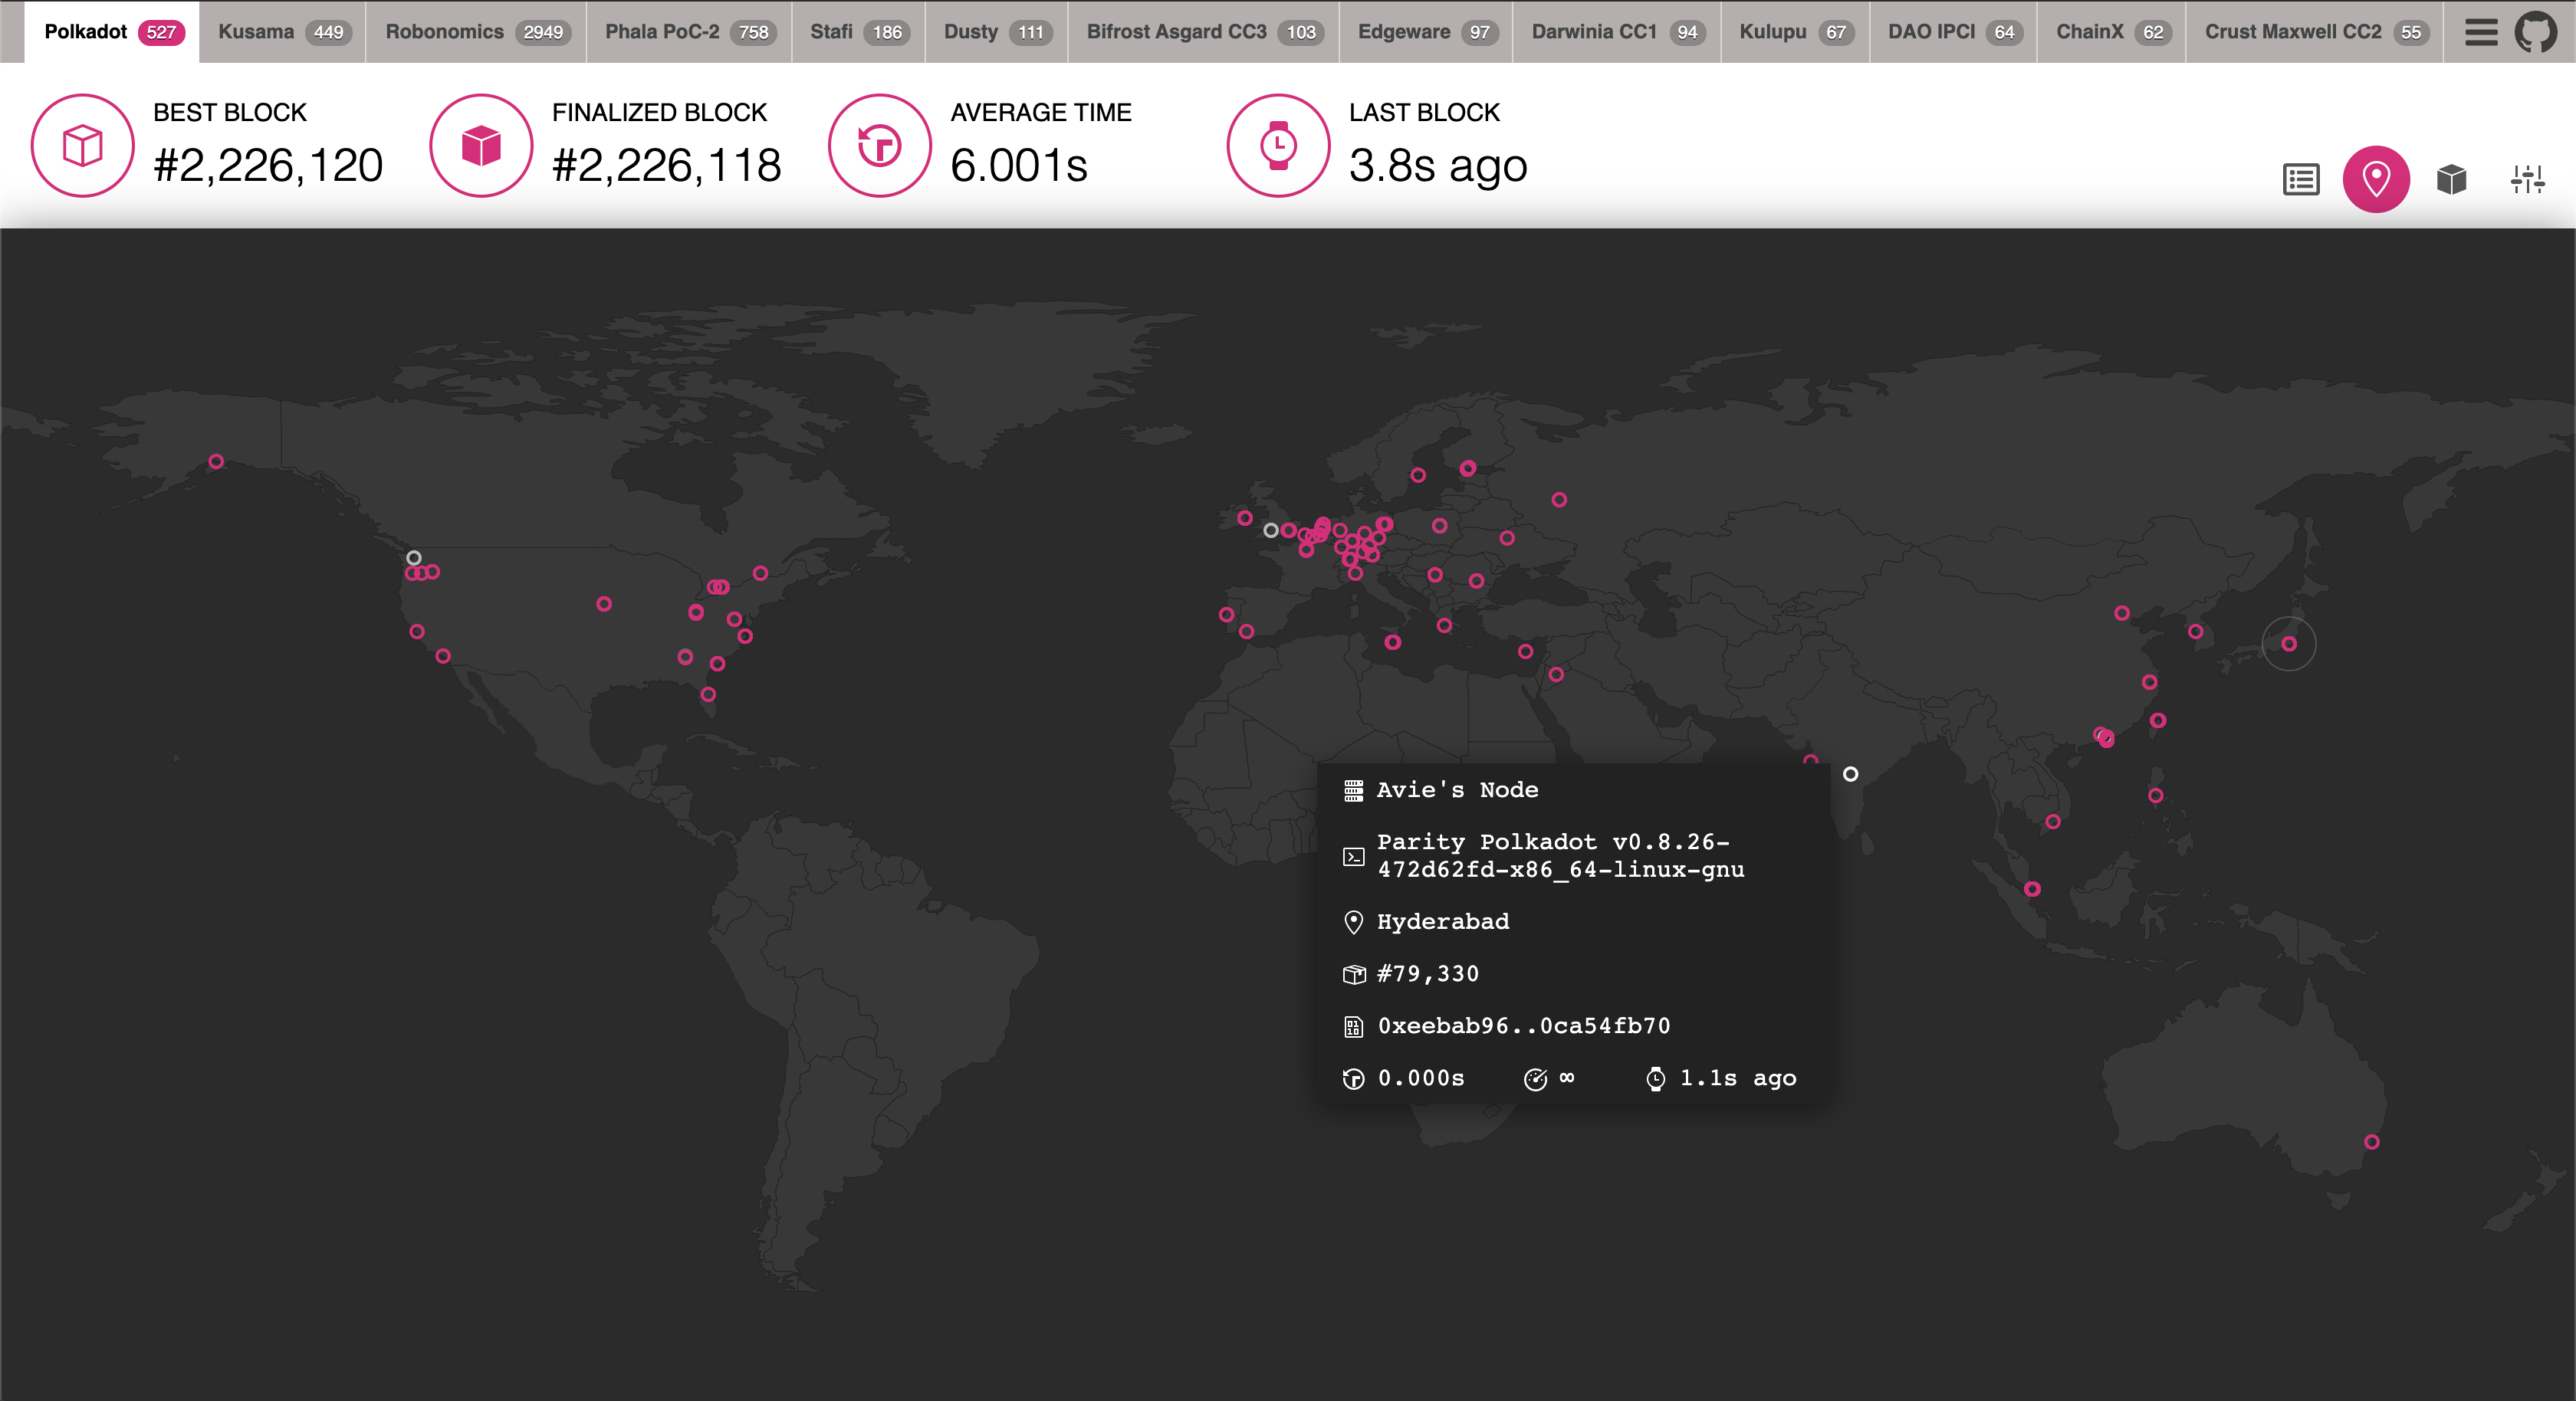 Polkadot 527 Kusama 449 Robonomics 2949 Phala PoC-2 758 Stafi 186 Dusty 111 Bifrost Asgard CC3 103 Edgeware 97 Darwinia CC1 94 Kulupu 67 DAO IPCI 64 ChainX 62 Crust Maxwell CC2 55
BEST BLOCK
#2,226,120
FINALIZED BLOCK
#2,226,118
AVERAGE TIME
6.001s
LAST BLOCK
3.8s ago
Avie's Node
Parity Polkadot v0.8.26-
472d62fd-x86_64-linux-gnu
Hyderabad
#79,330
0xeebab96..0ca54fb70
0.000s ∞ 1.1s ago